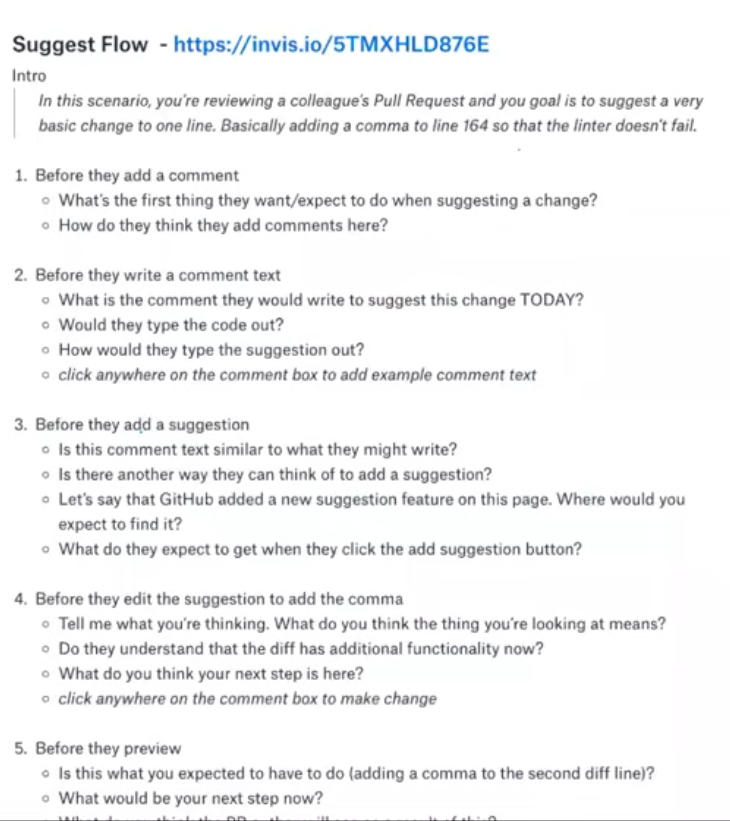 Suggest Flow - https://invis.io/5TMXHLD876E
Intro
In this scenario, you're reviewing a colleague's Pull Request and you goal is to suggest a very
basic change to one line. Basically adding a comma to line 164 so that the linter doesn't fail.
1. Before they add a comment
○ What's the first thing they want/expect to do when suggesting a change?
○ How do they think they add comments here?
2. Before they write a comment text
○ What is the comment they would write to suggest this change TODAY?
○ Would they type the code out?
○ How would they type the suggestion out?
○ click anywhere on the comment box to add example comment text
3. Before they add a suggestion
○ Is this comment text similar to what they might write?
○ Is there another way they can think of to add a suggestion?
○ Let's say that GitHub added a new suggestion feature on this page. Where would you
expect to find it?
○ What do they expect to get when they click the add suggestion button?
4. Before they edit the suggestion to add the comma
○ Tell me what you're thinking. What do you think the thing you're looking at means?
○ Do they understand that the diff has additional functionality now?
○ What do you think your next step is here?
○ click anywhere on the comment box to make change
5. Before they preview
○ Is this what you expected to have to do (adding a comma to the second diff line)?
○ What would be your next step now?